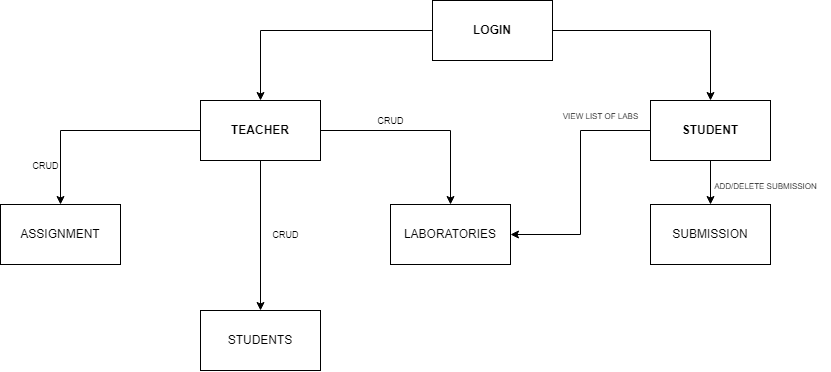 LOGIN
TEACHER
CRUD
VIEW LIST OF LABS
STUDENT
CRUD
ADD/DELETE SUBMISSION
ASSIGNMENT
CRUD
LABORATORIES
SUBMISSION
STUDENTS